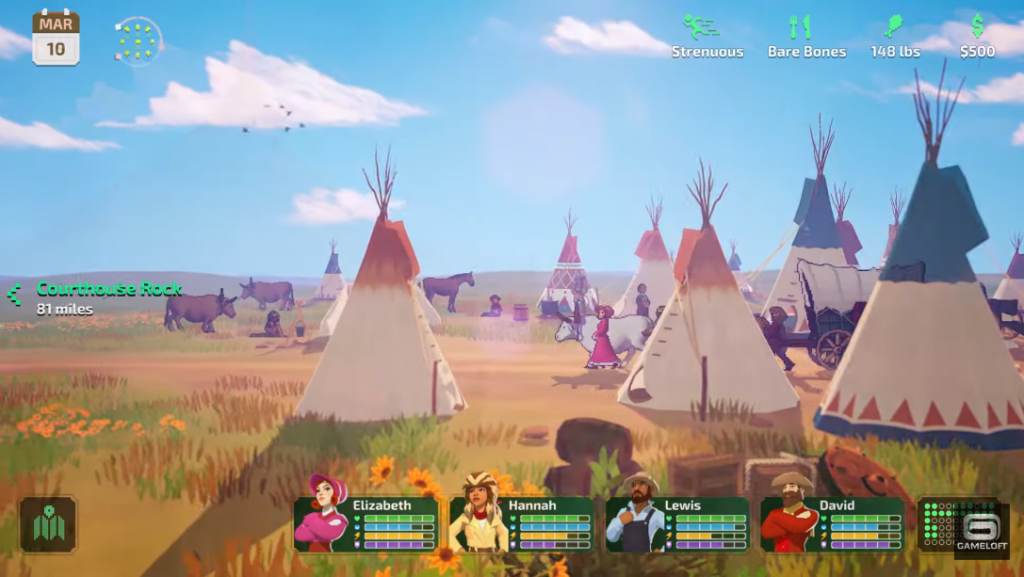 MAR
10
Strenuous
Bare Bones
148 lbs
$500
Courthouse Rock
81 miles
Elizabeth
Hannah
Lewis
David
GAMELOFT